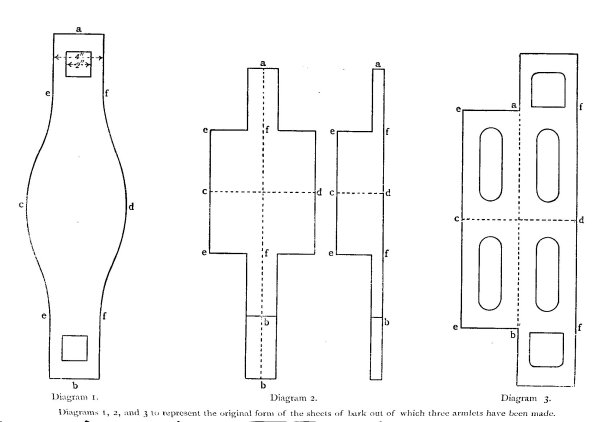 a
4"
2"
e f
c d
e f
b
a
e f
c d
e f
b
b
a
e f
c d
e f
b
a
e f
c d
e b f
Diagram 1. Diagram 2. Diagram 3.
Diagrams 1, 2, and 3 to represent the original form of the sheets of bark out of which three armlets have been made.